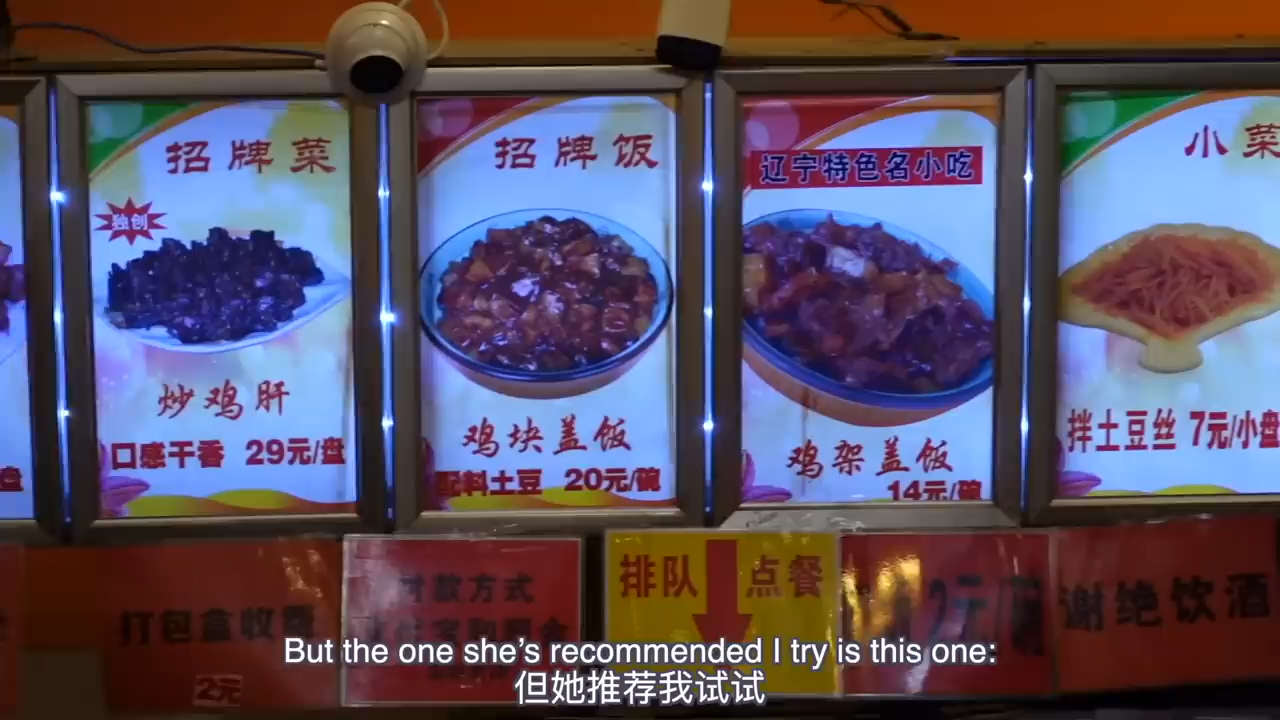 招牌菜
独创
炒鸡肝
口感干香 29元/盘
招牌饭
鸡块盖饭
配料土豆 20元/碗
辽宁特色名小吃
鸡架盖饭
14元/碗
小菜
拌土豆丝 7元/小盘
盘
打包盒收费
2元
付款方式
排队 点餐
2元/碗
谢绝饮酒
But the one she's recommended I try is this one:
但她推荐我试试